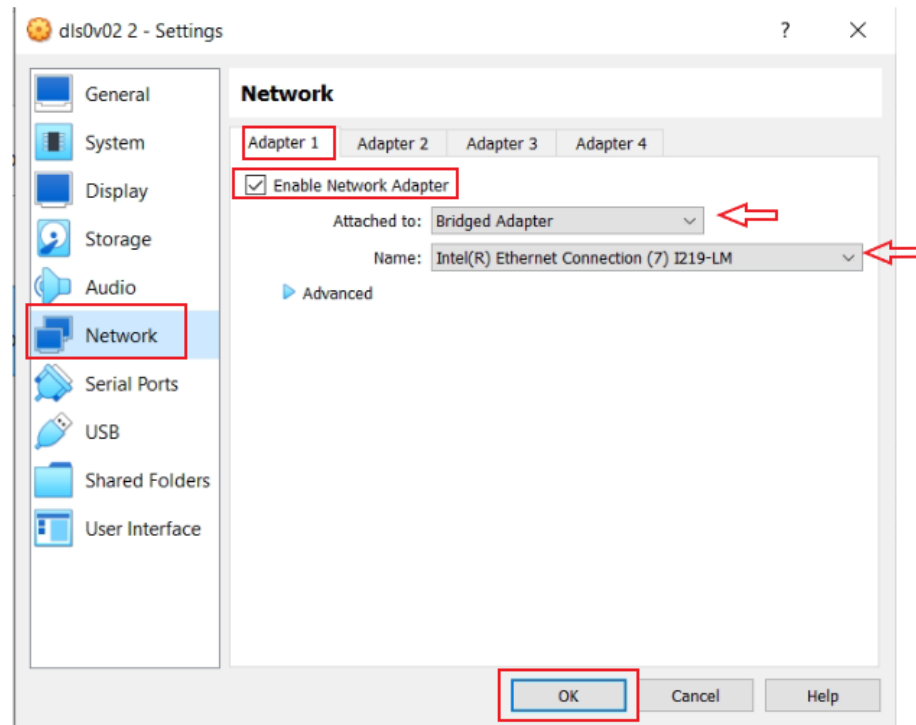 dls0v02 2 - Settings
?
General
System
Display
Storage
Audio
Network
Serial Ports
USB
Shared Folders
User Interface
Network
Adapter 1
Adapter 2
Adapter 3
Adapter 4
Enable Network Adapter
Attached to: Bridged Adapter
Name: Intel(R) Ethernet Connection (7) I219-LM
Advanced
OK
Cancel
Help